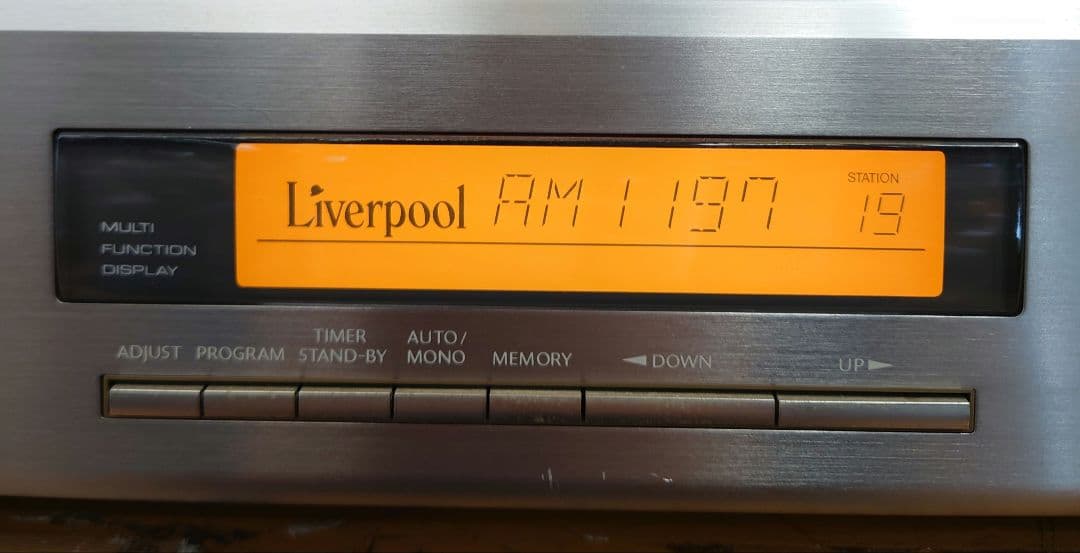 Liverpool AM 1197
STATION
19
MULTI
FUNCTION
DISPLAY
ADJUST
PROGRAM
TIMER
STAND-BY
AUTO/
MONO
MEMORY
◄DOWN
UP►